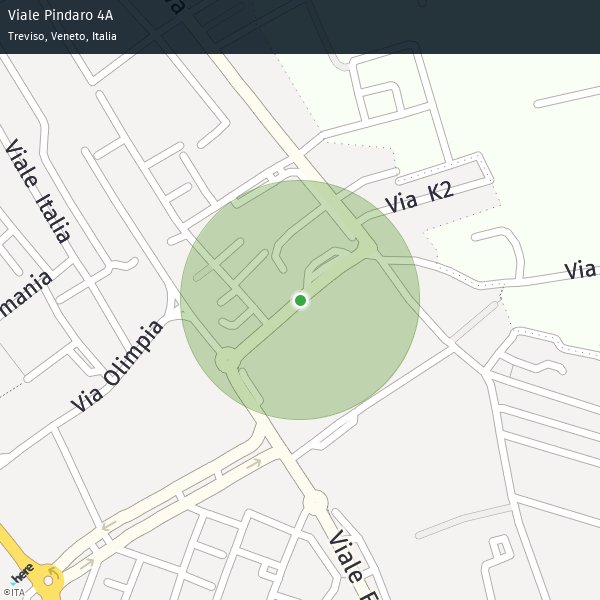 Viale Pindaro 4A
Treviso, Veneto, Italia
Viale Italia
Via K2
Via
mania
Via Olimpia
Viale
here
©ITA